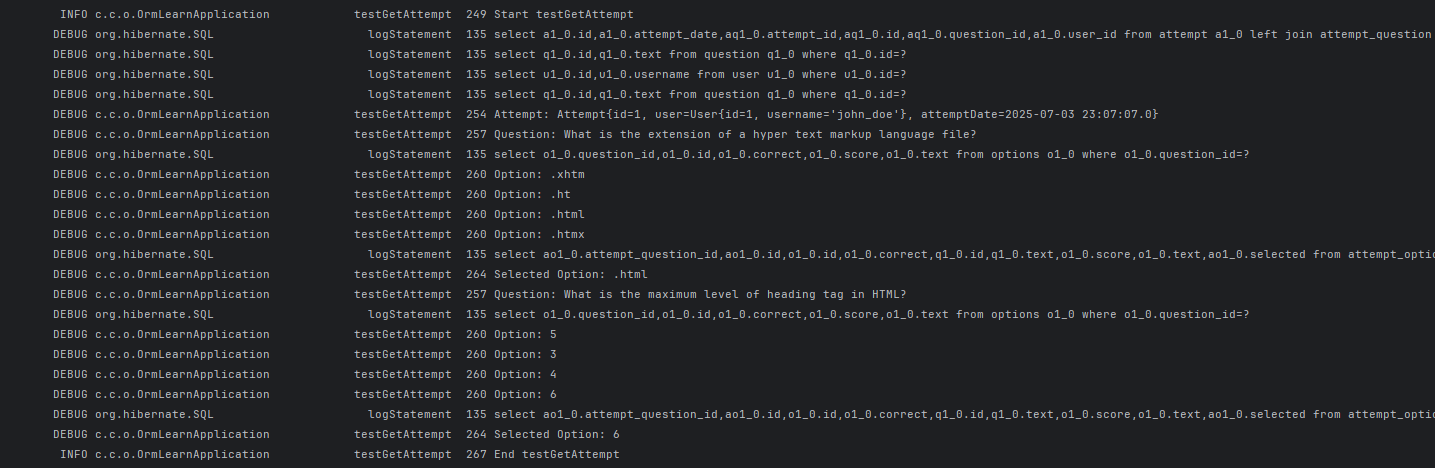 INFO c.c.o.OrmLearnApplication testGetAttempt 249 Start testGetAttempt
DEBUG org.hibernate.SQL logStatement 135 select a1_0.id,a1_0.attempt_date,aq1_0.attempt_id,aq1_0.id,aq1_0.question_id,a1_0.user_id from attempt a1_0 left join attempt_question
DEBUG org.hibernate.SQL logStatement 135 select q1_0.id,q1_0.text from question q1_0 where q1_0.id=?
DEBUG org.hibernate.SQL logStatement 135 select u1_0.id,u1_0.username from user u1_0 where u1_0.id=?
DEBUG org.hibernate.SQL logStatement 135 select q1_0.id,q1_0.text from question q1_0 where q1_0.id=?
DEBUG c.c.o.OrmLearnApplication testGetAttempt 254 Attempt: Attempt{id=1, user=User{id=1, username='john_doe'}, attemptDate=2025-07-03 23:07:07.0}
DEBUG c.c.o.OrmLearnApplication testGetAttempt 257 Question: What is the extension of a hyper text markup language file?
DEBUG org.hibernate.SQL logStatement 135 select o1_0.question_id,o1_0.id,o1_0.correct,o1_0.score,o1_0.text from options o1_0 where o1_0.question_id=?
DEBUG c.c.o.OrmLearnApplication testGetAttempt 260 Option: .xhtm
DEBUG c.c.o.OrmLearnApplication testGetAttempt 260 Option: .ht
DEBUG c.c.o.OrmLearnApplication testGetAttempt 260 Option: .html
DEBUG c.c.o.OrmLearnApplication testGetAttempt 260 Option: .htmx
DEBUG org.hibernate.SQL logStatement 135 select ao1_0.attempt_question_id,ao1_0.id,o1_0.id,o1_0.correct,q1_0.id,q1_0.text,o1_0.score,o1_0.text,ao1_0.selected from attempt_optio
DEBUG c.c.o.OrmLearnApplication testGetAttempt 264 Selected Option: .html
DEBUG c.c.o.OrmLearnApplication testGetAttempt 257 Question: What is the maximum level of heading tag in HTML?
DEBUG org.hibernate.SQL logStatement 135 select o1_0.question_id,o1_0.id,o1_0.correct,o1_0.score,o1_0.text from options o1_0 where o1_0.question_id=?
DEBUG c.c.o.OrmLearnApplication testGetAttempt 260 Option: 5
DEBUG c.c.o.OrmLearnApplication testGetAttempt 260 Option: 3
DEBUG c.c.o.OrmLearnApplication testGetAttempt 260 Option: 4
DEBUG c.c.o.OrmLearnApplication testGetAttempt 260 Option: 6
DEBUG org.hibernate.SQL logStatement 135 select ao1_0.attempt_question_id,ao1_0.id,o1_0.id,o1_0.correct,q1_0.id,q1_0.text,o1_0.score,o1_0.text,ao1_0.selected from attempt_optio
DEBUG c.c.o.OrmLearnApplication testGetAttempt 264 Selected Option: 6
INFO c.c.o.OrmLearnApplication testGetAttempt 267 End testGetAttempt